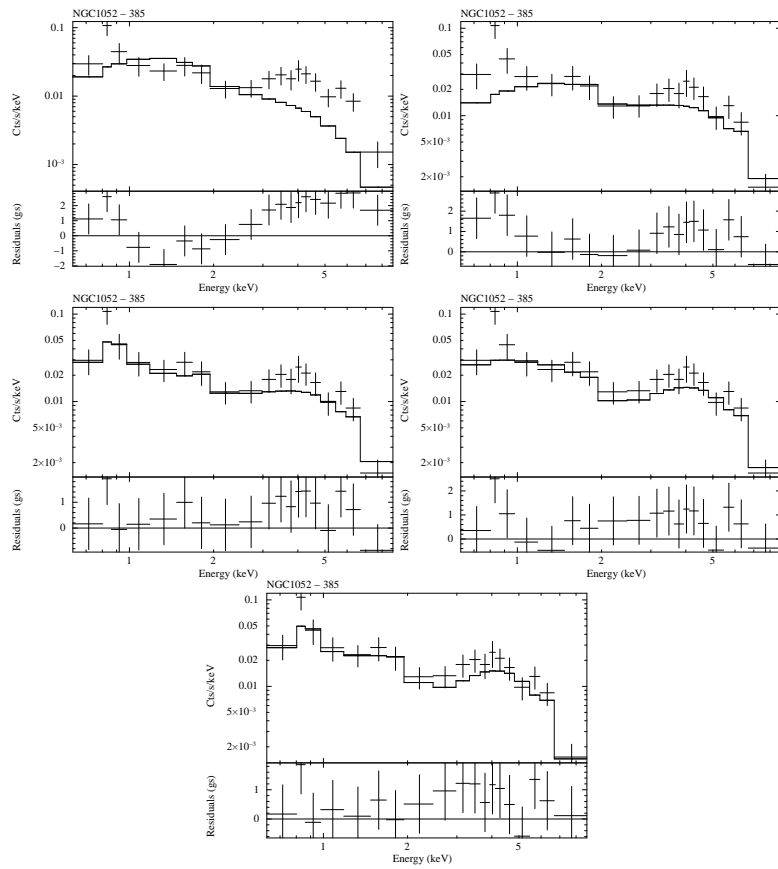 NGC1052 – 385
0.1
0.01
10⁻³
Cts/s/keV
2
1
0
−1
−2
Residuals (gs)
1
2
5
Energy (keV)
NGC1052 – 385
0.1
0.05
0.02
0.01
5×10⁻³
2×10⁻³
Cts/s/keV
2
1
0
Residuals (gs)
1
2
5
Energy (keV)
NGC1052 – 385
0.1
0.05
0.02
0.01
5×10⁻³
2×10⁻³
Cts/s/keV
1
0
Residuals (gs)
1
2
5
Energy (keV)
NGC1052 – 385
0.1
0.05
0.02
0.01
5×10⁻³
2×10⁻³
Cts/s/keV
2
1
0
Residuals (gs)
1
2
5
Energy (keV)
NGC1052 – 385
0.1
0.05
0.02
0.01
5×10⁻³
2×10⁻³
Cts/s/keV
1
0
Residuals (gs)
1
2
5
Energy (keV)